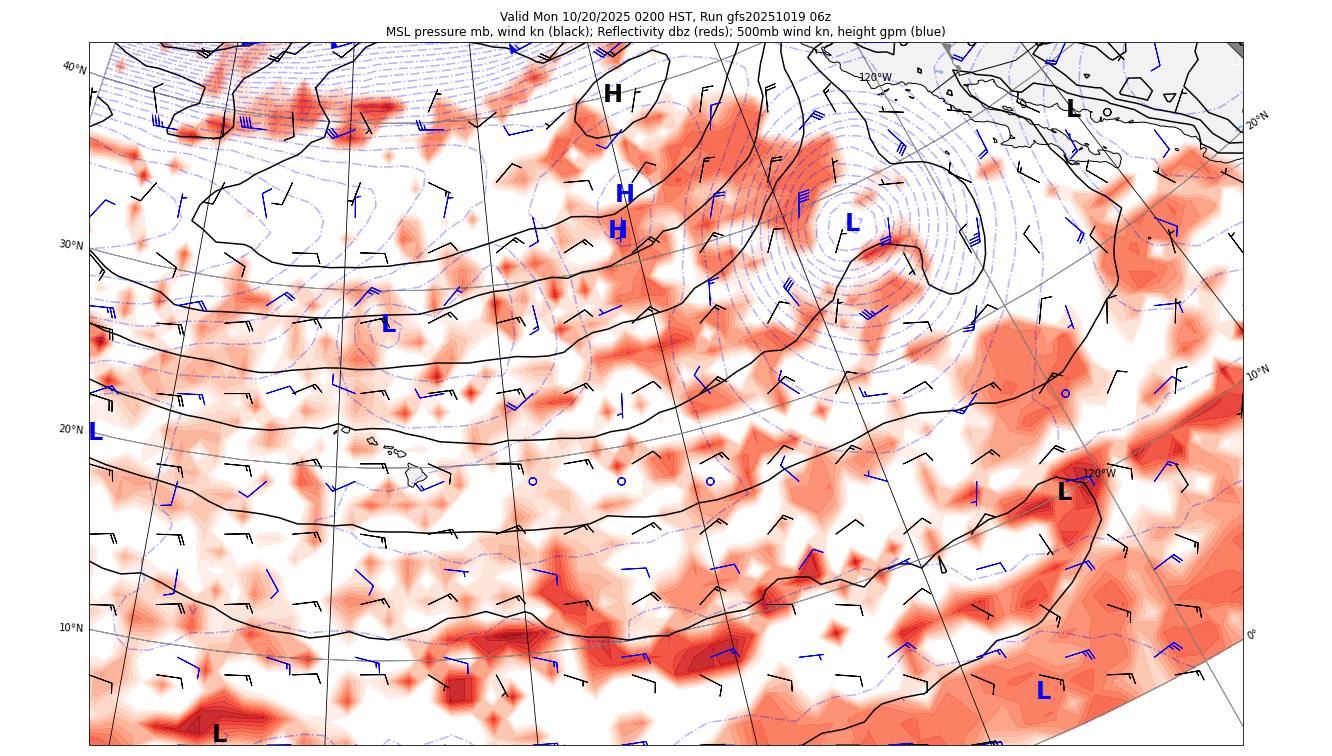 Valid Mon 10/20/2025 0200 HST, Run gfs20251019 06z
MSL pressure mb, wind kn (black); Reflectivity dbz (reds); 500mb wind kn, height gpm (blue)
40°N
120°W
H
L
20°N
H
L
H
30°N
L
10°N
20°N
L
120°W
L
10°N
0°
L
L